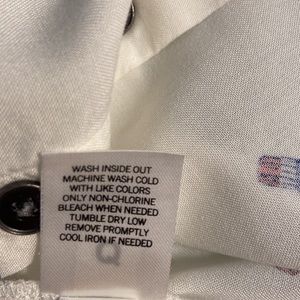 WASH INSIDE OUT
MACHINE WASH COLD
WITH LIKE COLORS
ONLY NON-CHLORINE
BLEACH WHEN NEEDED
TUMBLE DRY LOW
REMOVE PROMPTLY
COOL IRON IF NEEDED